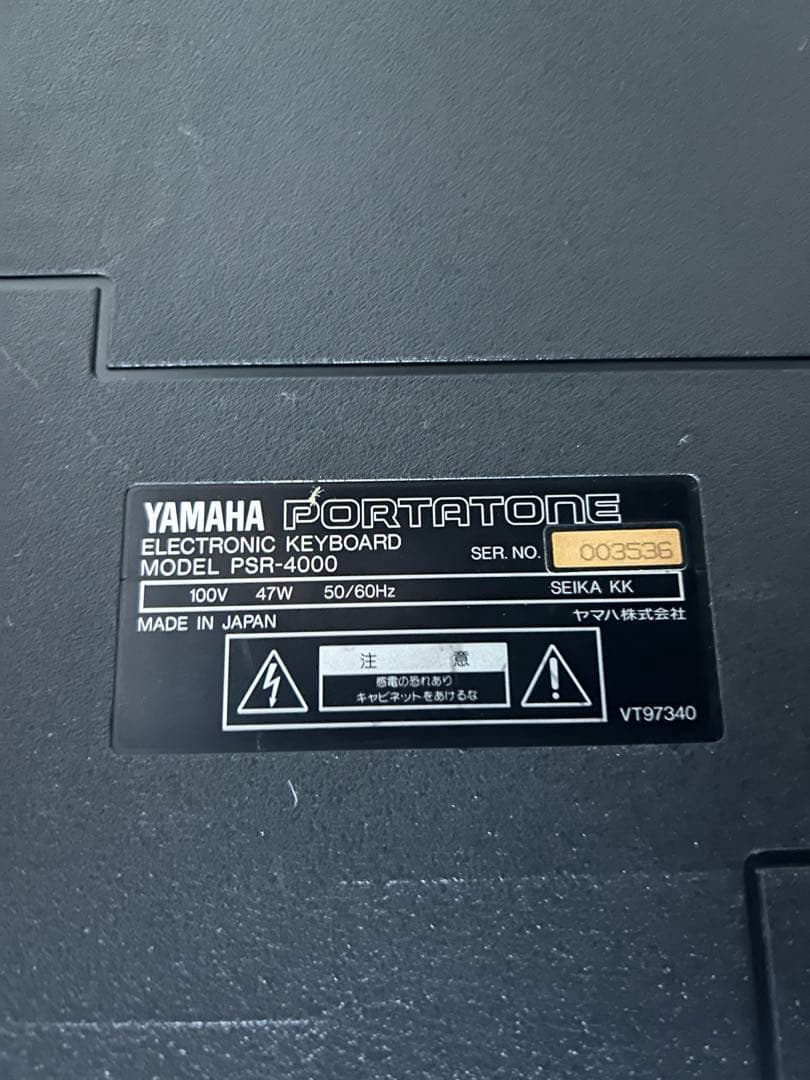 YAMAHA PORTATONE
ELECTRONIC KEYBOARD
MODEL PSR-4000
SER. NO. 003536
100V 47W 50/60Hz SEIKA KK
MADE IN JAPAN ヤマハ株式会社
注 意
感電の恐れあり
キャビネットをあけるな
VT97340